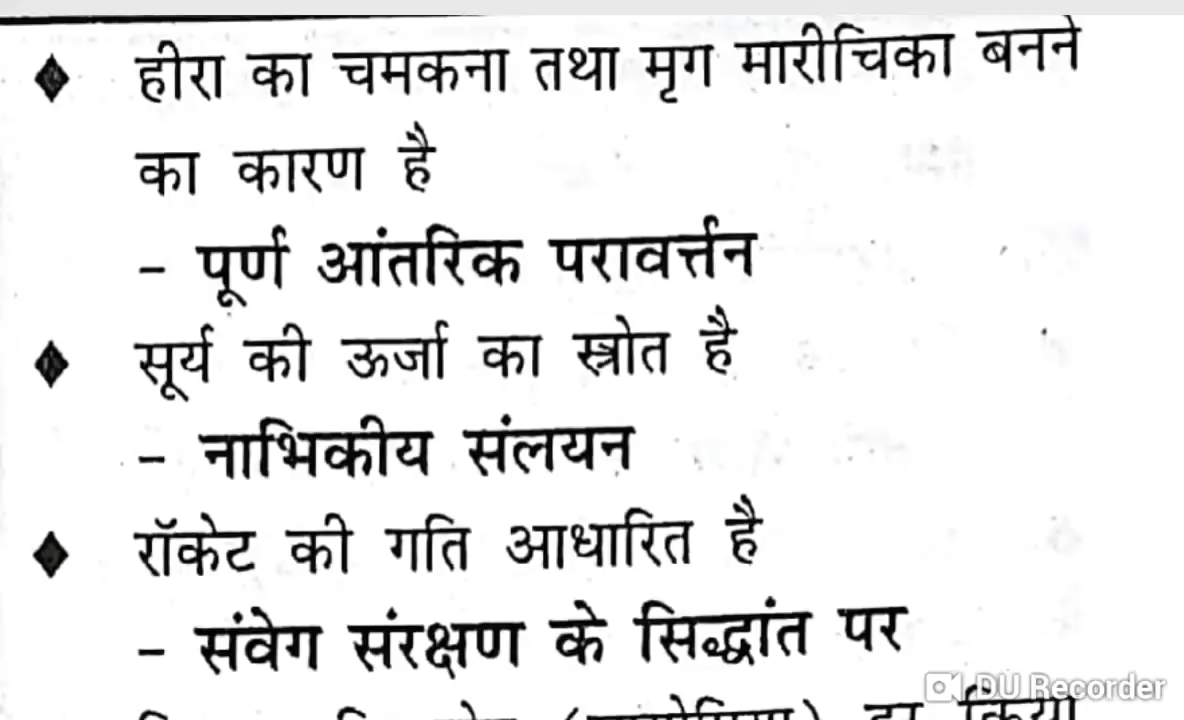 ♦ हीरा का चमकना तथा मृग मारीचिका बनने
का कारण है
- पूर्ण आंतरिक परावर्त्तन
♦ सूर्य की ऊर्जा का स्त्रोत है
- नाभिकीय संलयन
♦ रॉकेट की गति आधारित है
- संवेग संरक्षण के सिद्धांत पर
DU Recorder